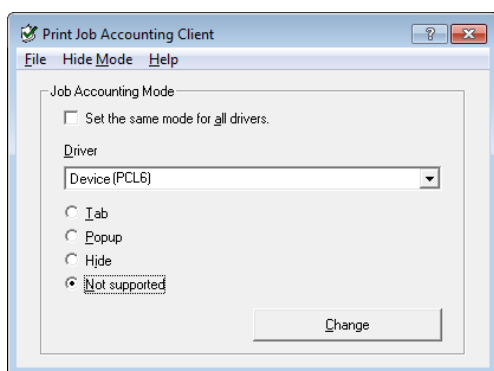 Print Job Accounting Client
File Hide Mode Help
Job Accounting Mode
Set the same mode for all drivers.
Driver
Device (PCL6)
Tab
Popup
Hide
Not supported
Change